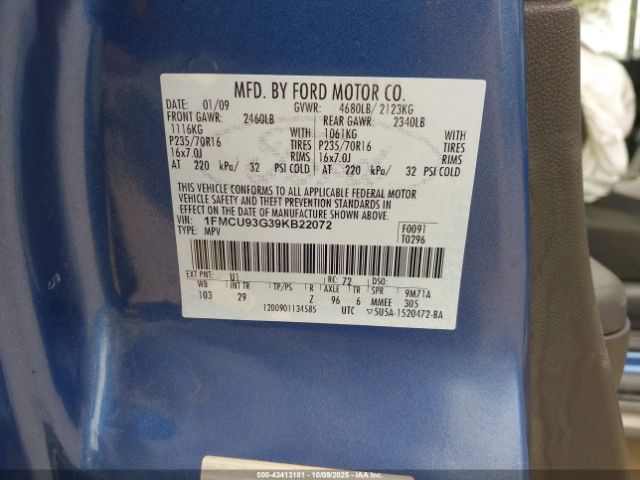 MFD. BY FORD MOTOR CO.
DATE: 01/09 GVWR: 4680LB/ 2123KG
FRONT GAWR: 2460LB REAR GAWR: 2340LB
1116KG WITH 1061KG WITH
P235/70R16 TIRES P235/70R16 TIRES
16x7.0J RIMS 16x7.0J RIMS
AT 220 kPa/ 32 PSI COLD AT 220 kPa/ 32 PSI COLD
THIS VEHICLE CONFORMS TO ALL APPLICABLE FEDERAL MOTOR
VEHICLE SAFETY AND THEFT PREVENTION STANDARDS IN
EFFECT ON THE DATE OF MANUFACTURE SHOWN ABOVE.
VIN: 1FMCU93G39KB22072 F0091
TYPE: MPV T0296
EXT PNT: U1 RC: 72 DSO:
WB INT TR TP/PS R AXLE TR SPR 9M71A
103 29 Z 96 6 MMEE 305
1200901134585 UTC ▽5U5A-1520472-BA
000-43413181 - 10/09/2025 - IAAI.CA